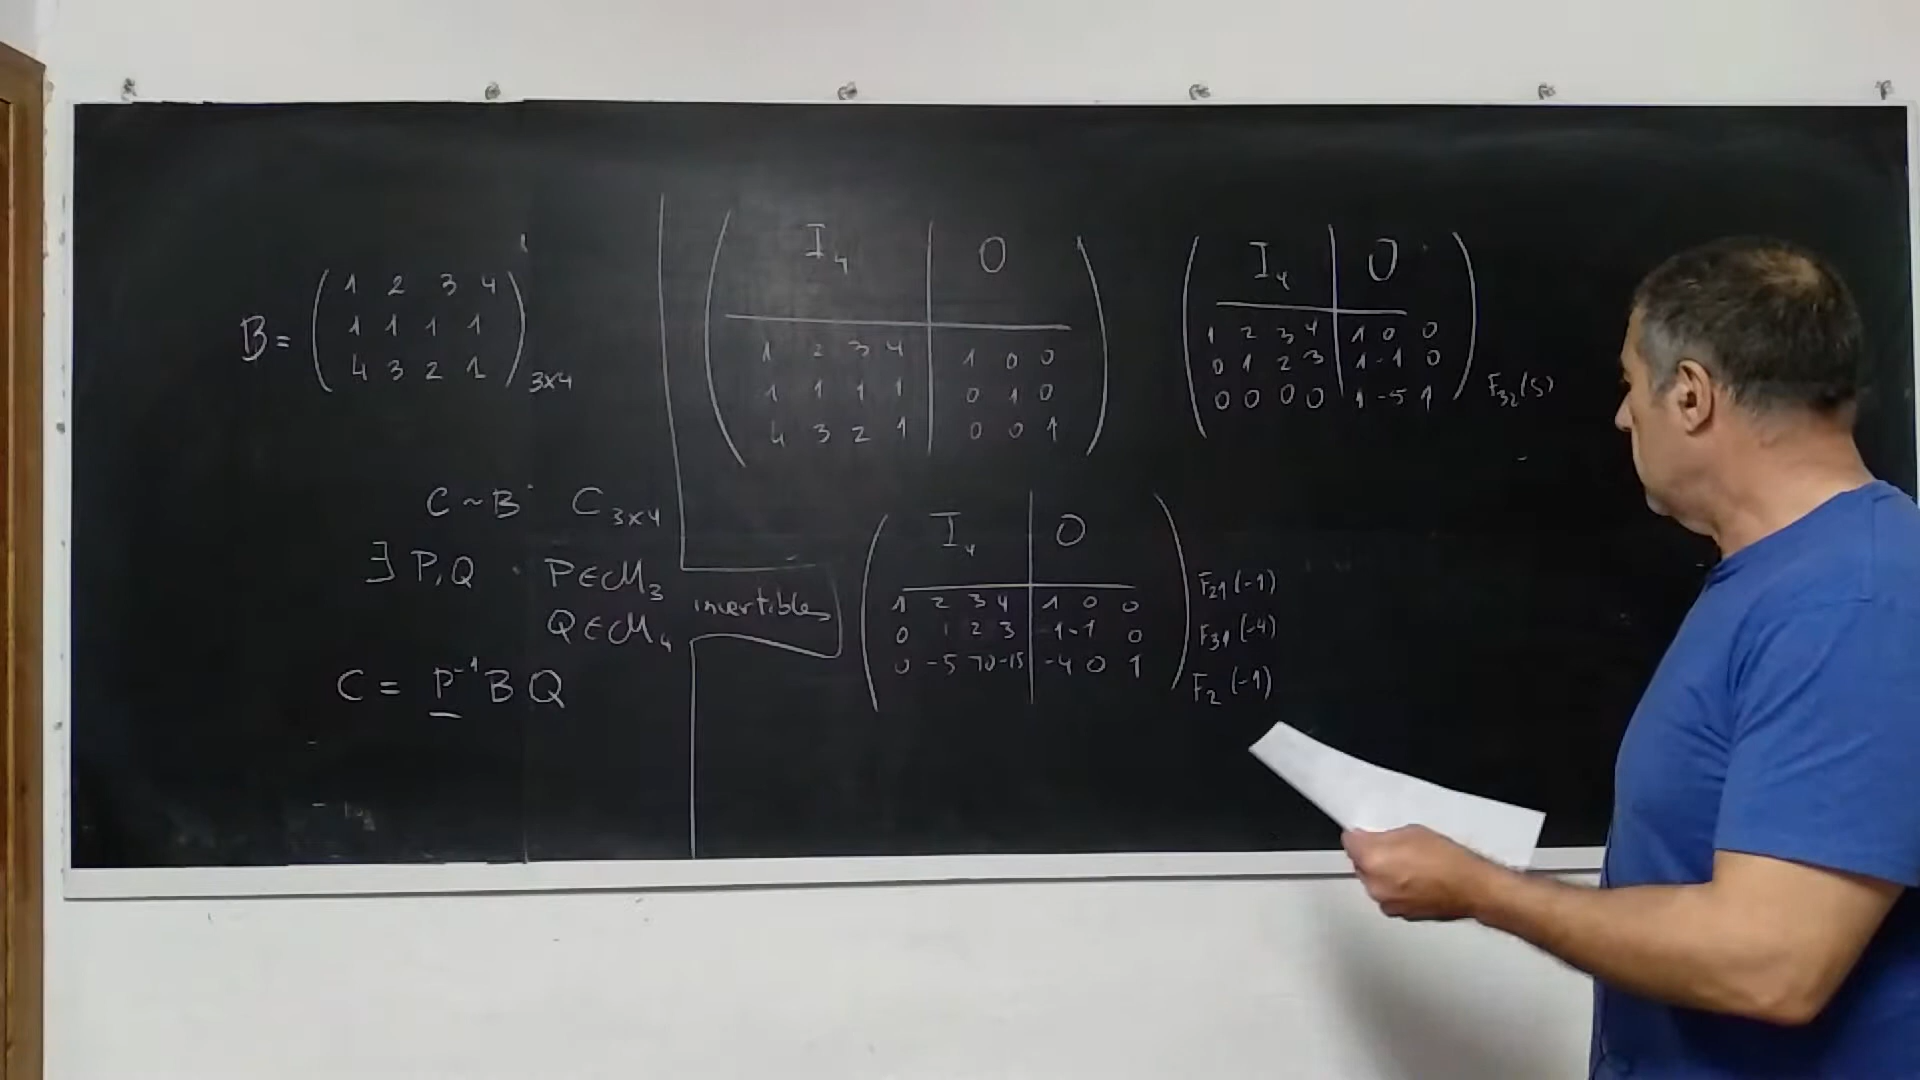 B = ( 1 2 3 4
1 1 1 1
4 3 2 1 ) 3x4
C ~ B C 3x4
∃ P, Q P ∈ M3
Q ∈ M4
invertibles
C = P⁻¹ B Q
I4 | 0
1 2 3 4 | 1 0 0
1 1 1 1 | 0 1 0
4 3 2 1 | 0 0 1
I4 | 0
1 2 3 4 | 1 0 0
0 1 2 3 | 1 -1 0
0 0 0 0 | 1 -5 1
F32 (5)
I4 | 0
1 2 3 4 | 1 0 0
0 1 2 3 | -1 -1 0
0 -5 -10 -15 | -4 0 1
F21 (-1)
F31 (-4)
F2 (-1)